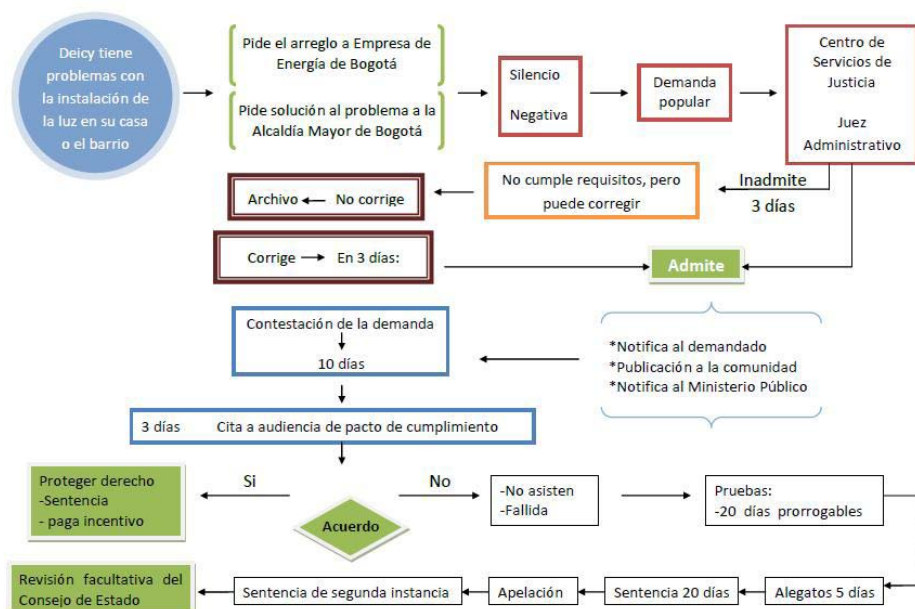 Deicy tiene
problemas con
la instalación de
la luz en su casa
o el barrio
Pide el arreglo a Empresa de
Energía de Bogotá
Pide solución al problema a la
Alcaldía Mayor de Bogotá
Silencio
Negativa
Demanda
popular
Centro de
Servicios de
Justicia
Juez
Administrativo
Inadmite
3 días
No cumple requisitos, pero
puede corregir
Archivo No corrige
Corrige En 3 días:
Admite
*Notifica al demandado
*Publicación a la comunidad
*Notifica al Ministerio Público
Contestación de la demanda
10 días
3 días Cita a audiencia de pacto de cumplimiento
Acuerdo
Si
Proteger derecho
-Sentencia
- paga incentivo
No
-No asisten
-Fallida
Pruebas:
-20 días prorrogables
Alegatos 5 días
Sentencia 20 días
Apelación
Sentencia de segunda instancia
Revisión facultativa del
Consejo de Estado